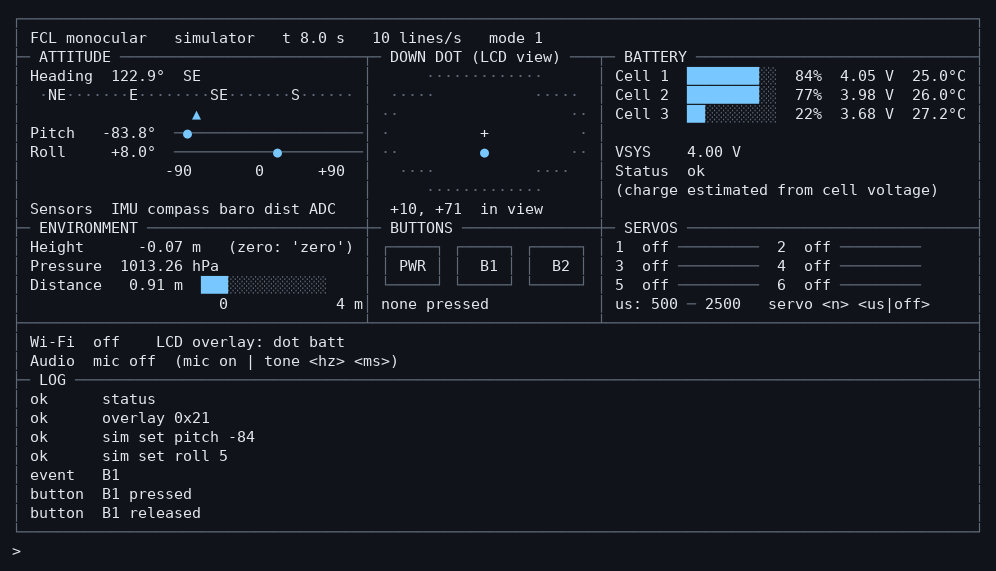 FCL monocular   simulator   t 8.0 s   10 lines/s   mode 1
ATTITUDE
Heading  122.9°  SE
NE       E        SE       S
Pitch   -83.8°
Roll     +8.0°
-90       0      +90
Sensors  IMU compass baro dist ADC
DOWN DOT (LCD view)
+
+10, +71  in view
BATTERY
Cell 1  84%  4.05 V  25.0°C
Cell 2  77%  3.98 V  26.0°C
Cell 3  22%  3.68 V  27.2°C
VSYS    4.00 V
Status  ok
(charge estimated from cell voltage)
ENVIRONMENT
Height      -0.07 m   (zero: 'zero')
Pressure  1013.26 hPa
Distance   0.91 m
0            4 m
BUTTONS
PWR   B1   B2
none pressed
SERVOS
1  off  2  off
3  off  4  off
5  off  6  off
us: 500 ─ 2500   servo <n> <us|off>
Wi-Fi  off    LCD overlay: dot batt
Audio  mic off  (mic on | tone <hz> <ms>)
LOG
ok      status
ok      overlay 0x21
ok      sim set pitch -84
ok      sim set roll 5
event   B1
button  B1 pressed
button  B1 released
>